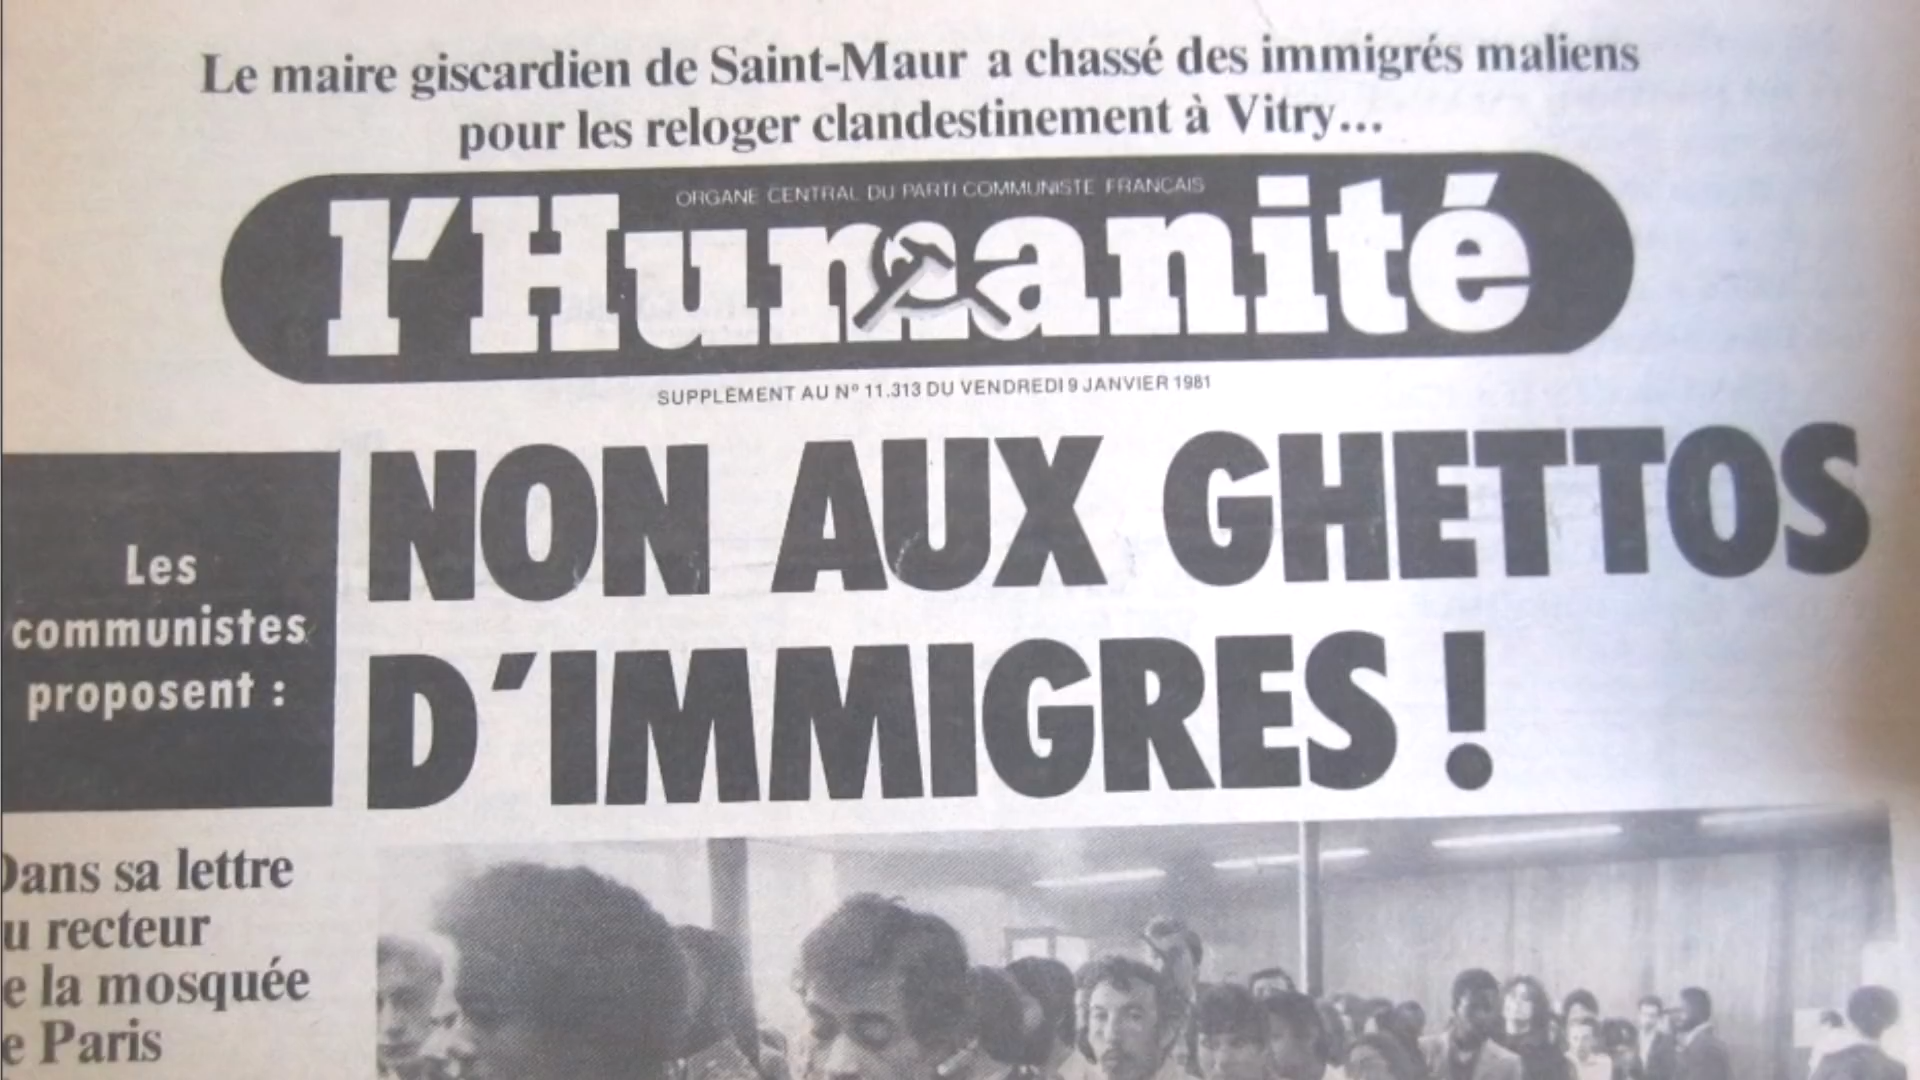 Le maire giscardien de Saint-Maur a chassé des immigrés maliens
pour les reloger clandestinement à Vitry...
ORGANE CENTRAL DU PARTI COMMUNISTE FRANCAIS
l'Humanité
SUPPLÉMENT AU Nº 11.313 DU VENDREDI 9 JANVIER 1981
Les
communistes
proposent :
NON AUX GHETTOS
D'IMMIGRES !
Dans sa lettre
u recteur
e la mosquée
e Paris